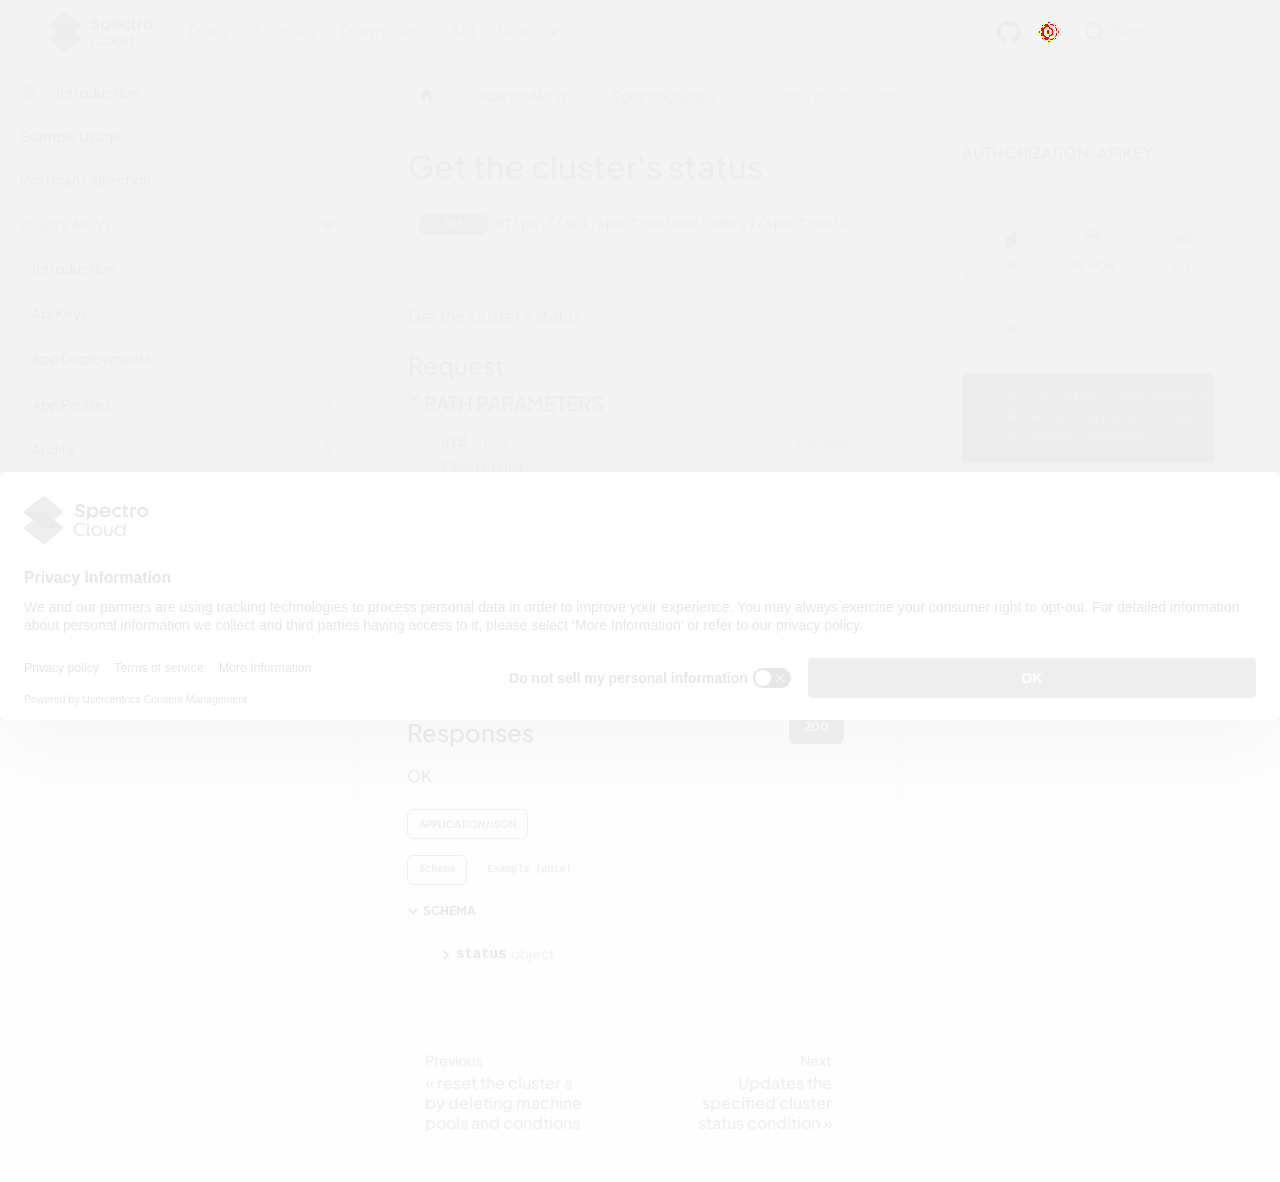 Spectro
Cloud
Docs Tutorials Downloads API latest
Search
Introduction
Example Usage
Postman Collection
Palette API V1
Introduction
Api Keys
App Deployments
App Profiles
Audits
Palette API V1
Spectroclusters
Get the cluster's status
Get the cluster's status
GET https://api.spectrocloud.com/v1/spectroclu
Get the cluster's status
Request
PATH PARAMETERS
uid string REQUIRED
Cluster uid
AUTHORIZATION: APIKEY
CURL PYTHON GO
CURL
Spectro
Cloud
Privacy Information
We and our partners are using tracking technologies to process personal data in order to improve your experience. You may always exercise your consumer right to opt-out. For detailed information
about personal information we collect and third parties having access to it, please select 'More Information' or refer to our privacy policy.
Privacy policy Terms of service More Information
Powered by Usercentrics Consent Management
Do not sell my personal information
OK
Responses
200
OK
APPLICATION/JSON
Schema Example (auto)
SCHEMA
status object
Previous
« reset the cluster s
by deleting machine
pools and condtions
Next
Updates the
specified cluster
status condition »